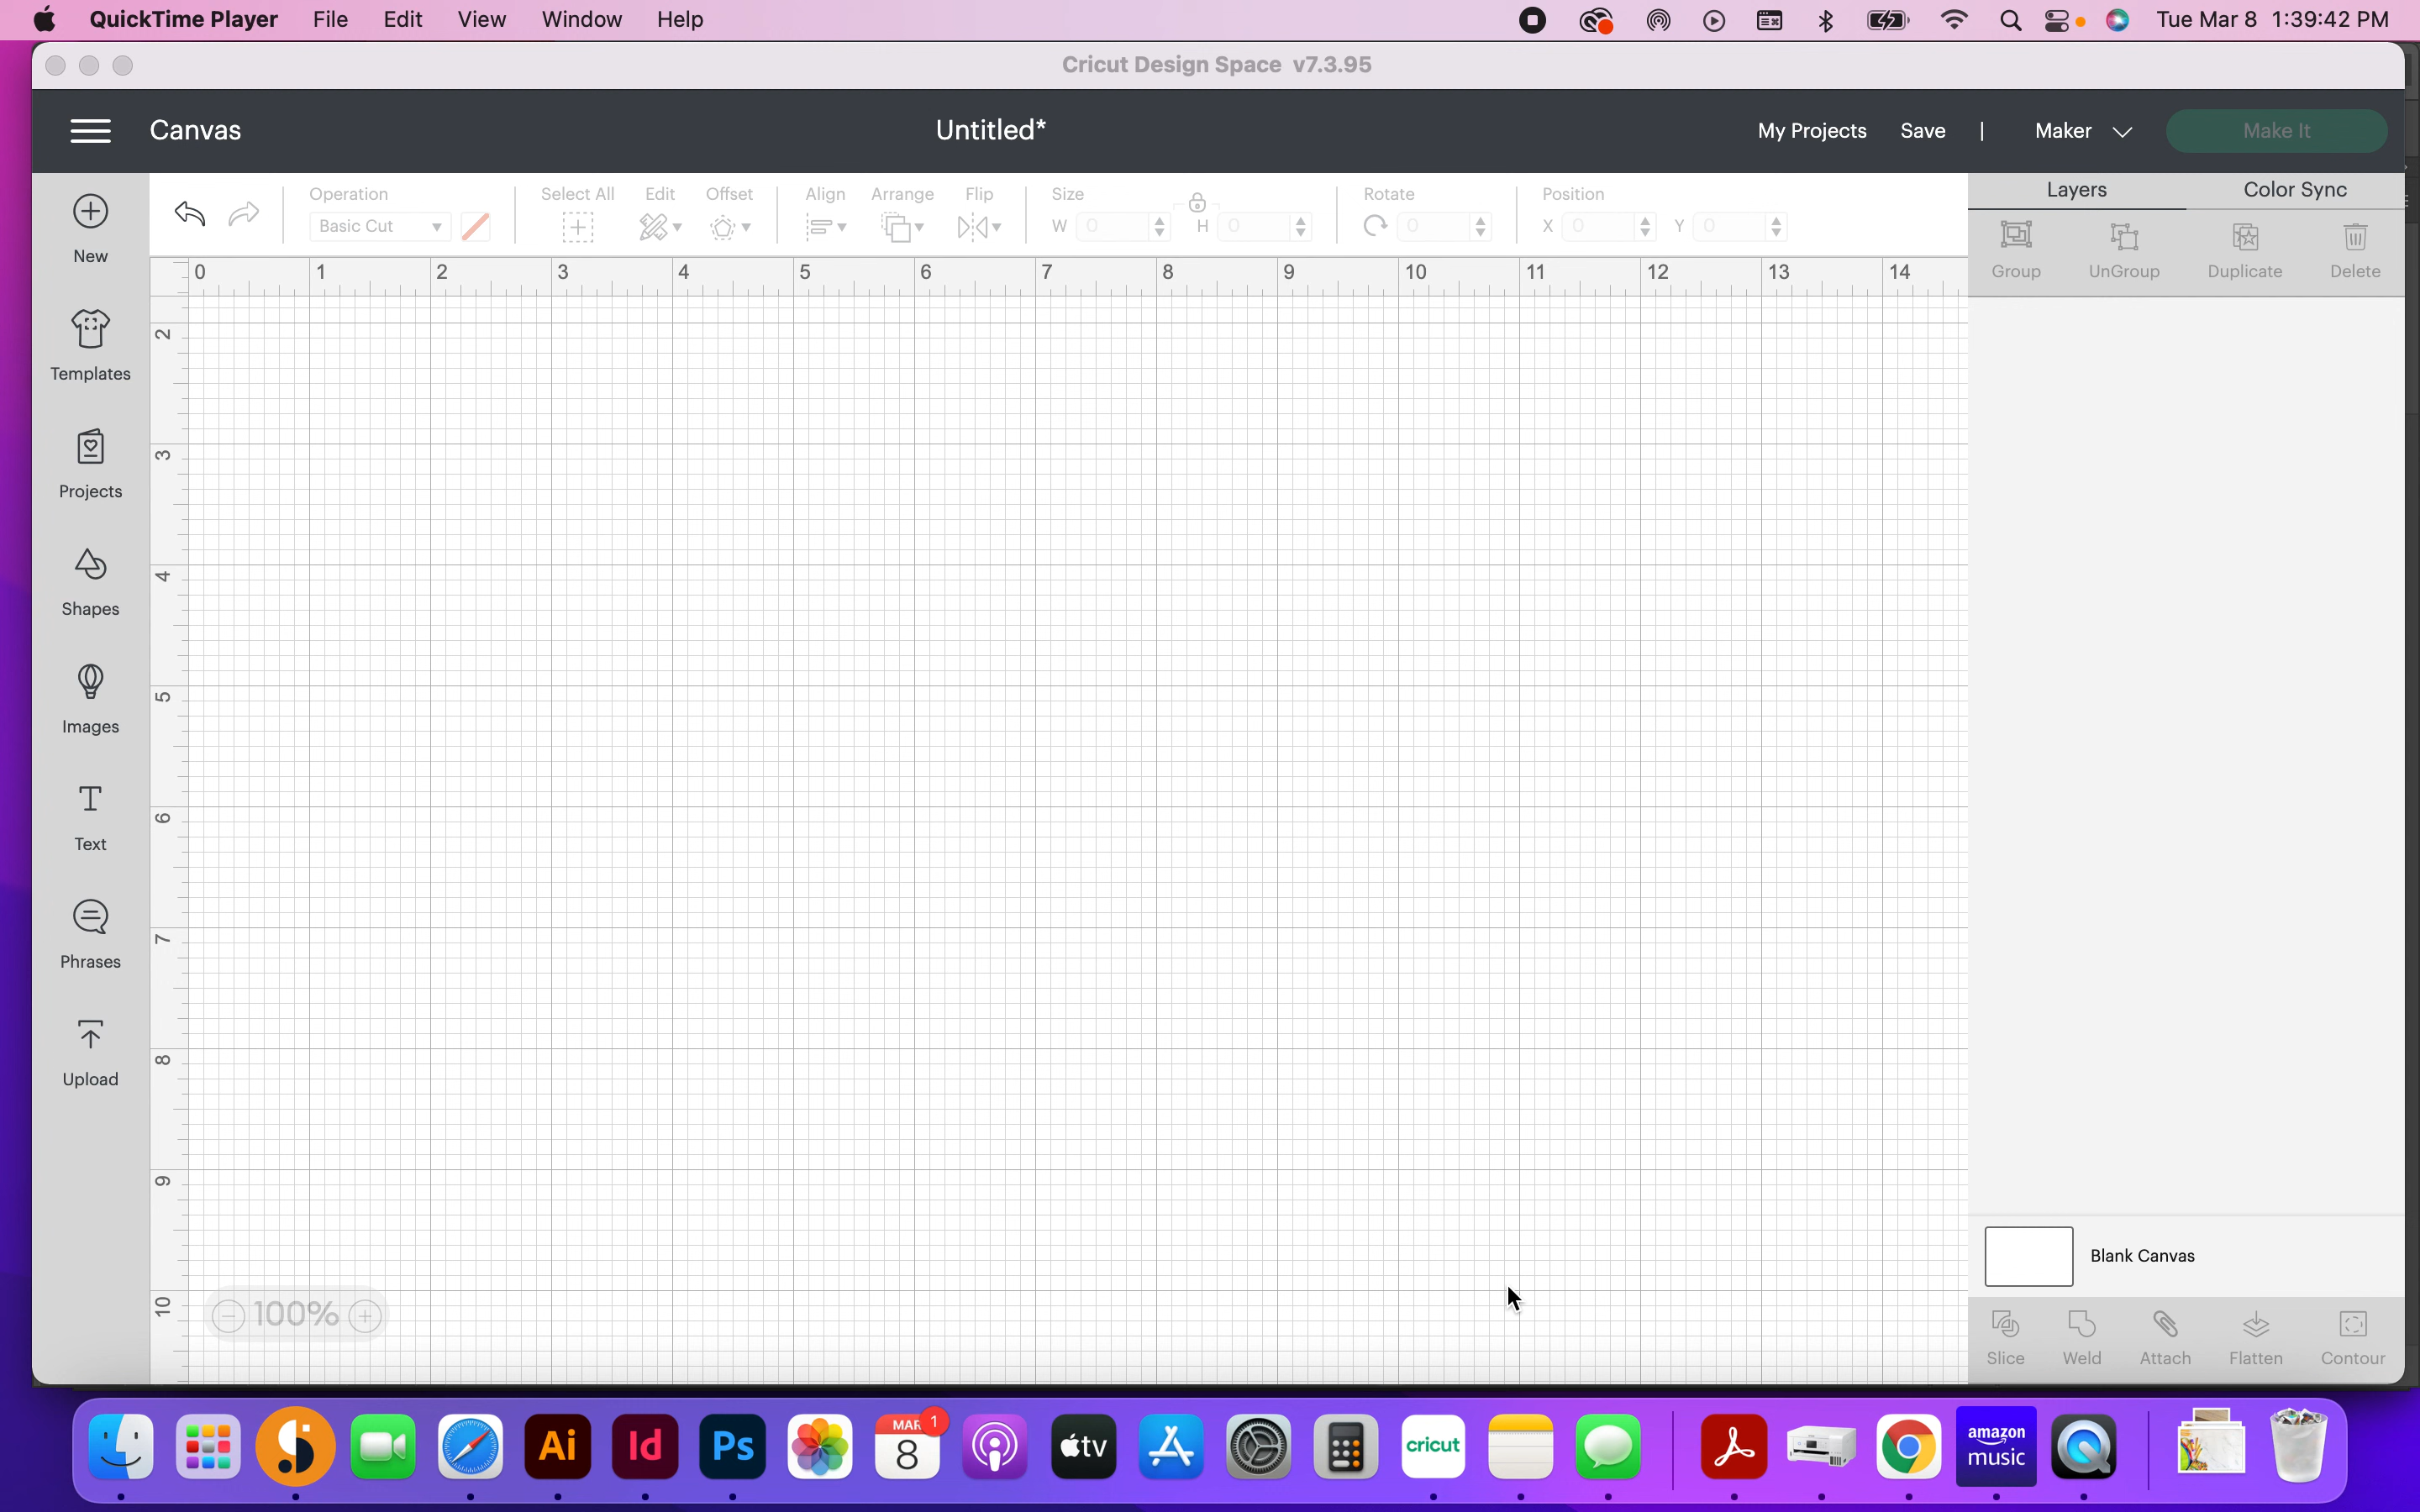 QuickTime Player File Edit View Window Help Tue Mar 8 1:39:42 PM
Cricut Design Space v7.3.95
Canvas Untitled* My Projects Save | Maker Make It
Operation Select All Edit Offset Align Arrange Flip Size Rotate Position
Basic Cut W 0 H 0 0 X 0 Y 0
Layers Color Sync
Group UnGroup Duplicate Delete
0 1 2 3 4 5 6 7 8 9 10 11 12 13 14
2
3
4
5
6
7
8
9
10
New
Templates
Projects
Shapes
Images
Text
Phrases
Upload
100%
Blank Canvas
Slice Weld Attach Flatten Contour
Ai Id Ps MAR 1 8 tv cricut amazon music